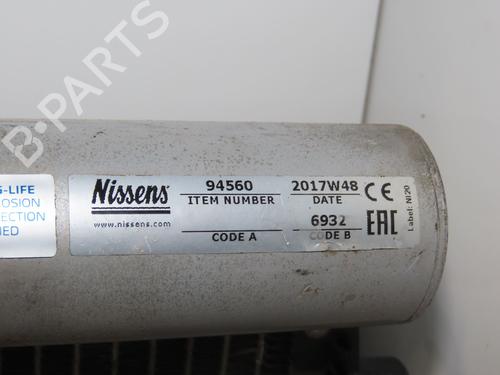 B-PARTS
G-LIFE
ROSION
ECTION
NED
Nissens
www.nissens.com
94560
ITEM NUMBER
CODE A
2017W48
DATE
6932
CODE B
CE
EAC
Label: NI20